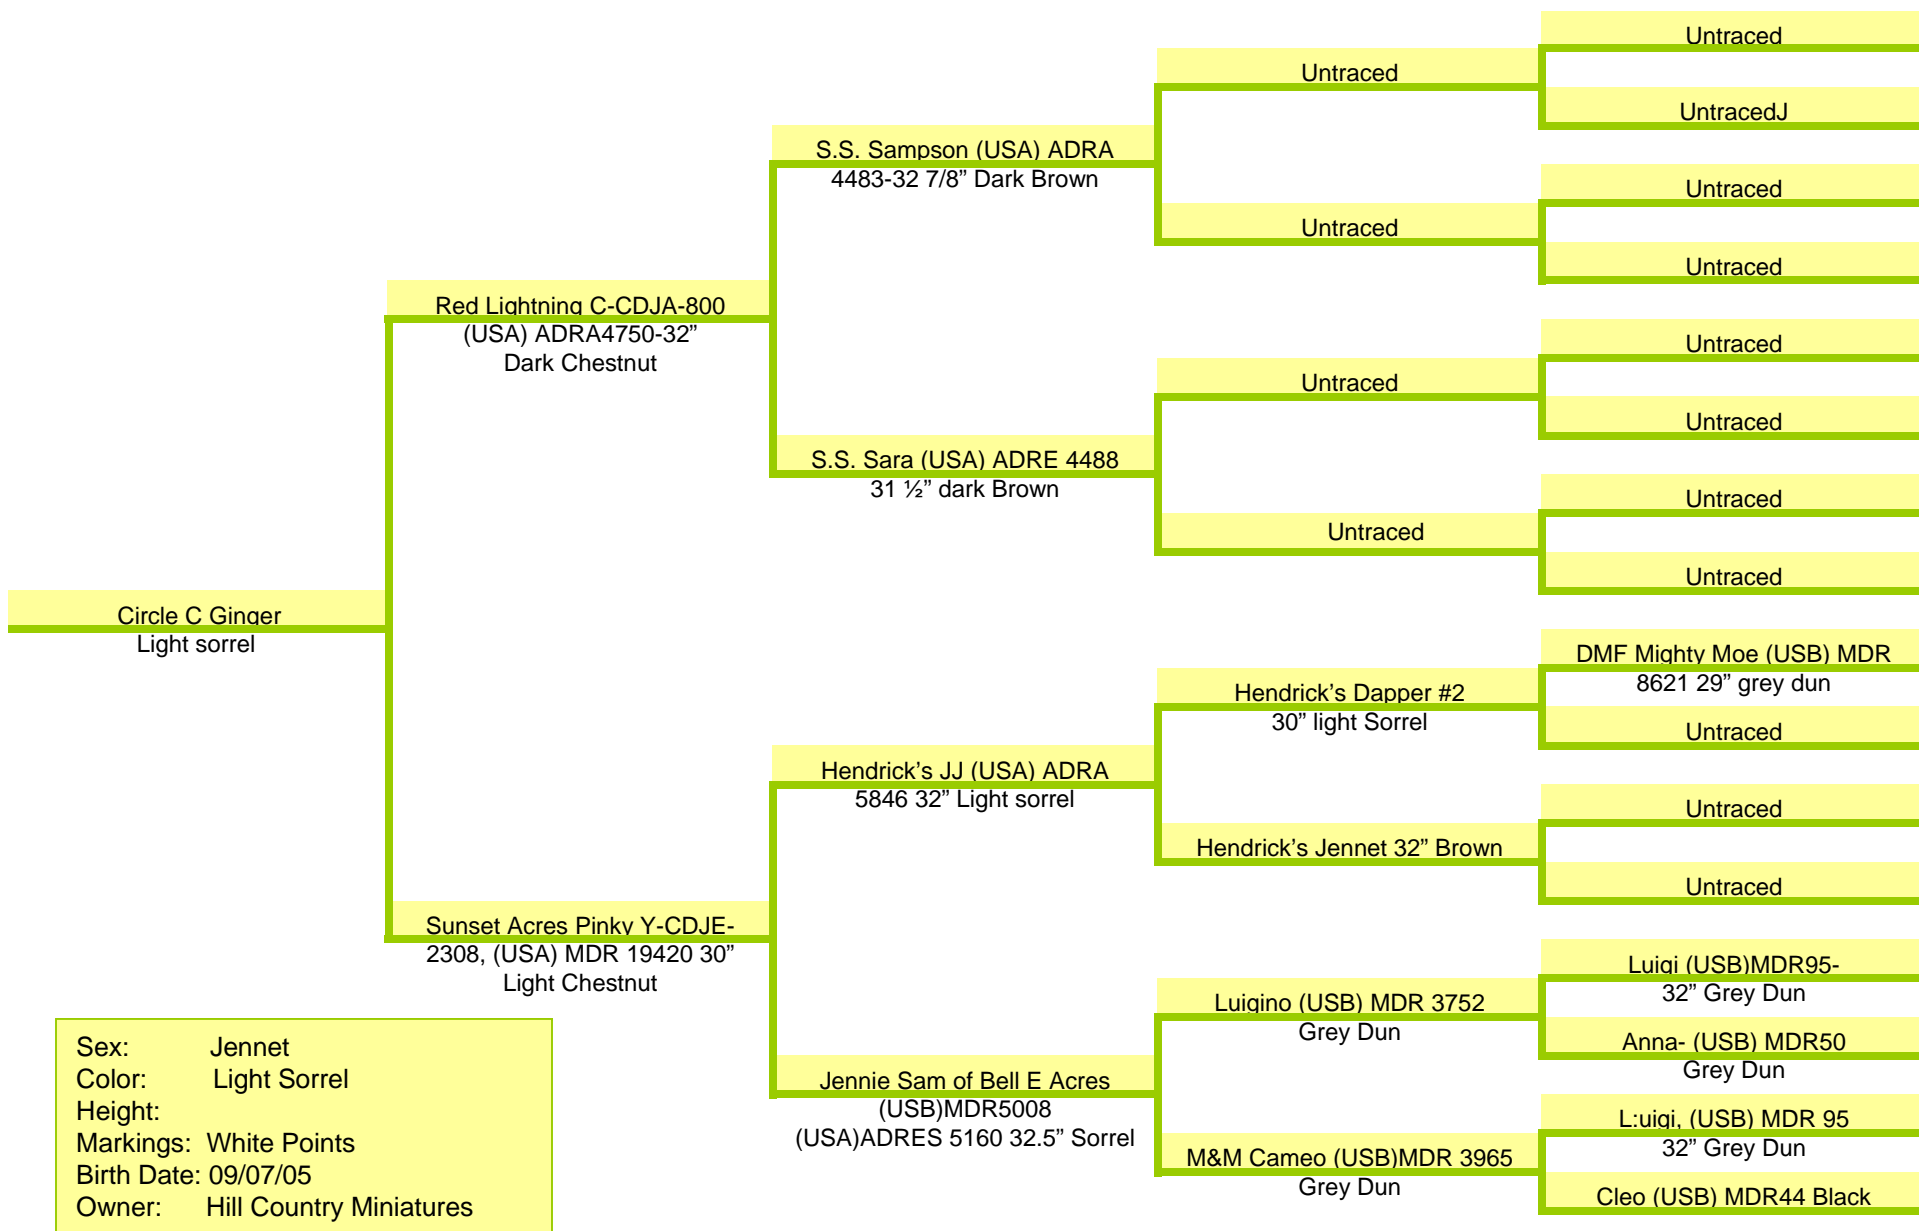 Untraced
Untraced
UntracedJ
S.S. Sampson (USA) ADRA
4483-32 7/8” Dark Brown
Untraced
Untraced
Untraced
Red Lightning C-CDJA-800
(USA) ADRA4750-32”
Dark Chestnut
Untraced
Untraced
Untraced
S.S. Sara (USA) ADRE 4488
31 ½” dark Brown
Untraced
Untraced
Untraced
Circle C Ginger
Light sorrel
DMF Mighty Moe (USB) MDR
8621 29” grey dun
Hendrick’s Dapper #2
30” light Sorrel
Untraced
Hendrick’s JJ (USA) ADRA
5846 32” Light sorrel
Untraced
Hendrick’s Jennet 32” Brown
Untraced
Sunset Acres Pinky Y-CDJE-
2308, (USA) MDR 19420 30”
Light Chestnut
Luigi (USB)MDR95-
32” Grey Dun
Luigino (USB) MDR 3752
Grey Dun
Anna- (USB) MDR50
Grey Dun
Jennie Sam of Bell E Acres
(USB)MDR5008
(USA)ADRES 5160 32.5” Sorrel
L:uigi, (USB) MDR 95
32” Grey Dun
M&M Cameo (USB)MDR 3965
Grey Dun
Cleo (USB) MDR44 Black
Sex: Jennet
Color: Light Sorrel
Height:
Markings: White Points
Birth Date: 09/07/05
Owner: Hill Country Miniatures